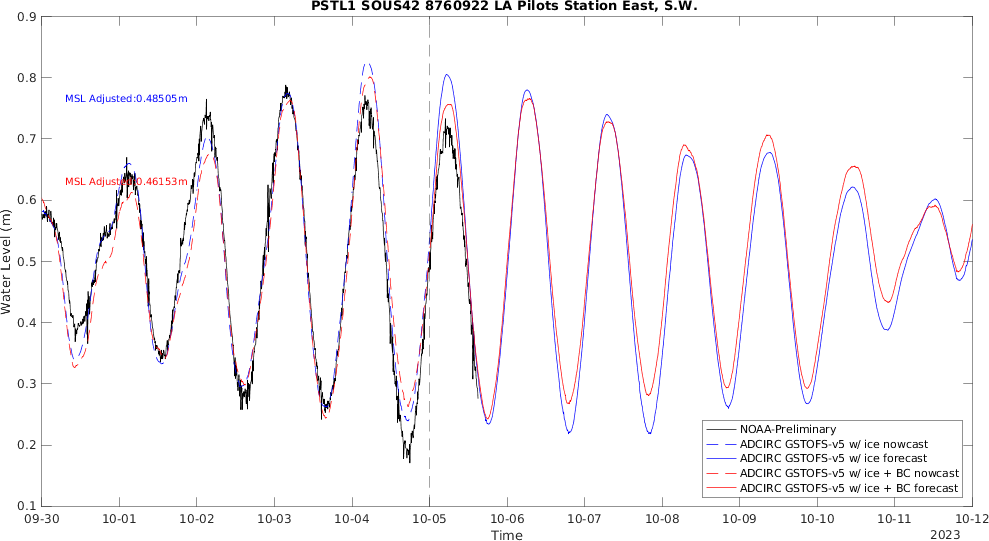 PSTL1 SOUS42 8760922 LA Pilots Station East, S.W.
0.9
0.8
0.7
0.6
0.5
0.4
0.3
0.2
0.1
Water Level (m)
MSL Adjusted:0.48505m
MSL Adjusted:0.46153m
NOAA-Preliminary
ADCIRC GSTOFS-v5 w/ ice nowcast
ADCIRC GSTOFS-v5 w/ ice forecast
ADCIRC GSTOFS-v5 w/ ice + BC nowcast
ADCIRC GSTOFS-v5 w/ ice + BC forecast
09-30 10-01 10-02 10-03 10-04 10-05 10-06 10-07 10-08 10-09 10-10 10-11 10-12
Time
2023